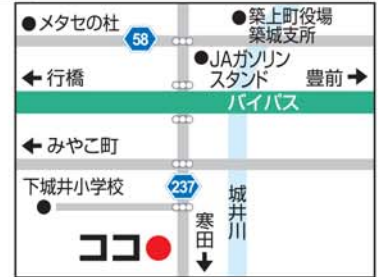 ●メタセの杜
●築上町役場
築城支所
58
●JAガソリン
スタンド
←行橋
豊前→
バイパス
←みやこ町
下城井小学校
●
237
城井川
寒田
↓
ココ●